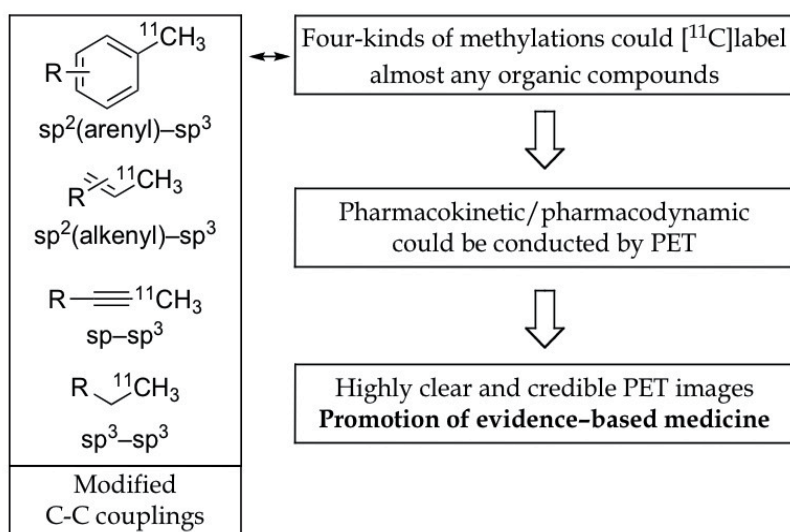 ¹¹CH₃
R
sp²(arenyl)–sp³
R ¹¹CH₃
sp²(alkenyl)–sp³
R ¹¹CH₃
sp–sp³
R ¹¹CH₃
sp³–sp³
Modified
C-C couplings
Four-kinds of methylations could [¹¹C]label
almost any organic compounds
Pharmacokinetic/pharmacodynamic
could be conducted by PET
Highly clear and credible PET images
Promotion of evidence–based medicine